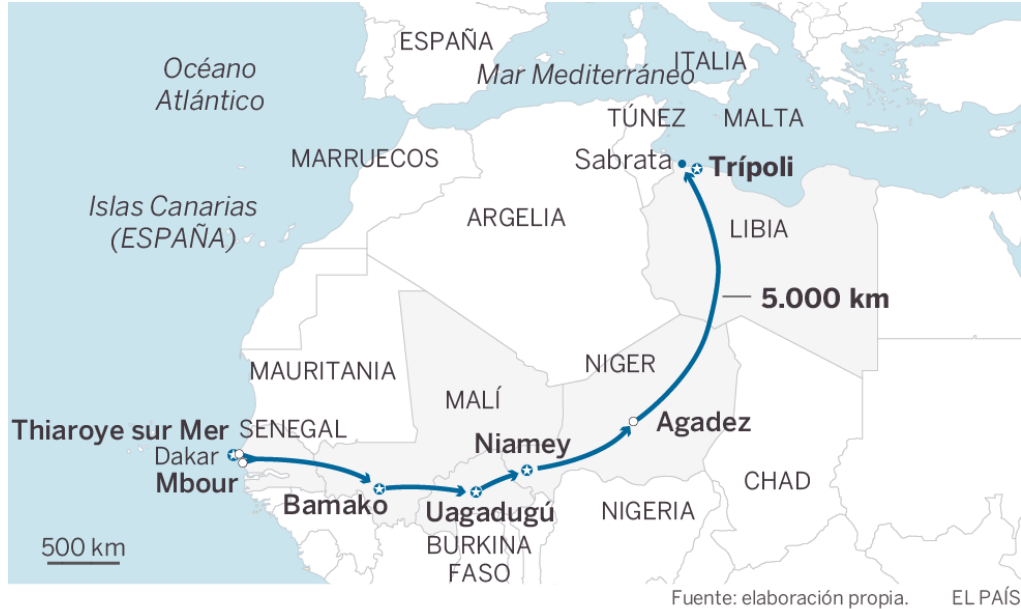 ESPAÑA
Océano
Atlántico
Mar Mediterráneo
ITALIA
TÚNEZ
MALTA
MARRUECOS
Sabrata
Trípoli
Islas Canarias
(ESPAÑA)
ARGELIA
LIBIA
5.000 km
MAURITANIA
NIGER
MALÍ
Thiaroye sur Mer
SENEGAL
Agadez
Dakar
Niamey
Mbour
CHAD
Bamako
Uagadugú
NIGERIA
BURKINA
FASO
500 km
Fuente: elaboración propia.
EL PAÍS